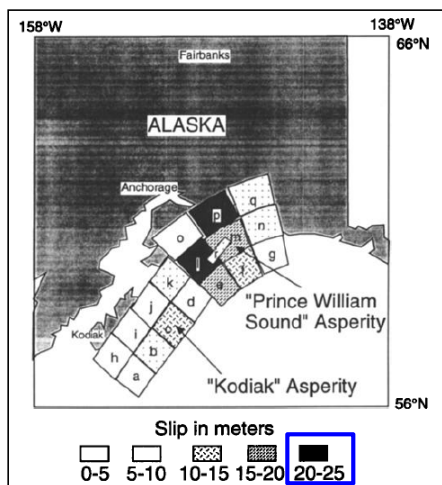 158°W 138°W
66°N
Fairbanks
ALASKA
Anchorage
p q
o m n
l g
k e f
j d
"Prince William
Sound" Asperity
Kodiak i c
h b
a "Kodiak" Asperity
56°N
Slip in meters
0-5 5-10 10-15 15-20 20-25